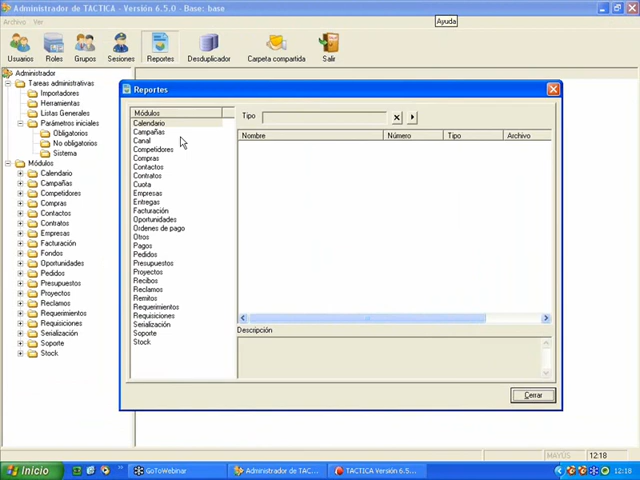 Administrador de TACTICA - Versión 6.5.0 - Base: base
Archivo Ver
Ayuda
Usuarios Roles Grupos Sesiones Reportes Desduplicador Carpeta compartida Salir
Administrador
Tareas administrativas
Importadores
Herramientas
Listas Generales
Parámetros iniciales
Obligatorios
No obligatorios
Sistema
Módulos
Calendario
Campañas
Competidores
Compras
Contactos
Contratos
Empresas
Facturación
Fondos
Oportunidades
Pedidos
Presupuestos
Proyectos
Reclamos
Requerimientos
Requisiciones
Serialización
Soporte
Stock
Reportes
Módulos
Calendario
Campañas
Canal
Competidores
Compras
Contactos
Contratos
Cuota
Empresas
Entregas
Facturación
Oportunidades
Ordenes de pago
Otros
Pagos
Pedidos
Presupuestos
Proyectos
Recibos
Reclamos
Remitos
Requerimientos
Requisiciones
Serialización
Soporte
Stock
Tipo
Nombre Número Tipo Archivo
Descripción
Cerrar
MAYÚS 12:18
Inicio GoToWebinar Administrador de TAC... TACTICA Versión 6.5... 12:18